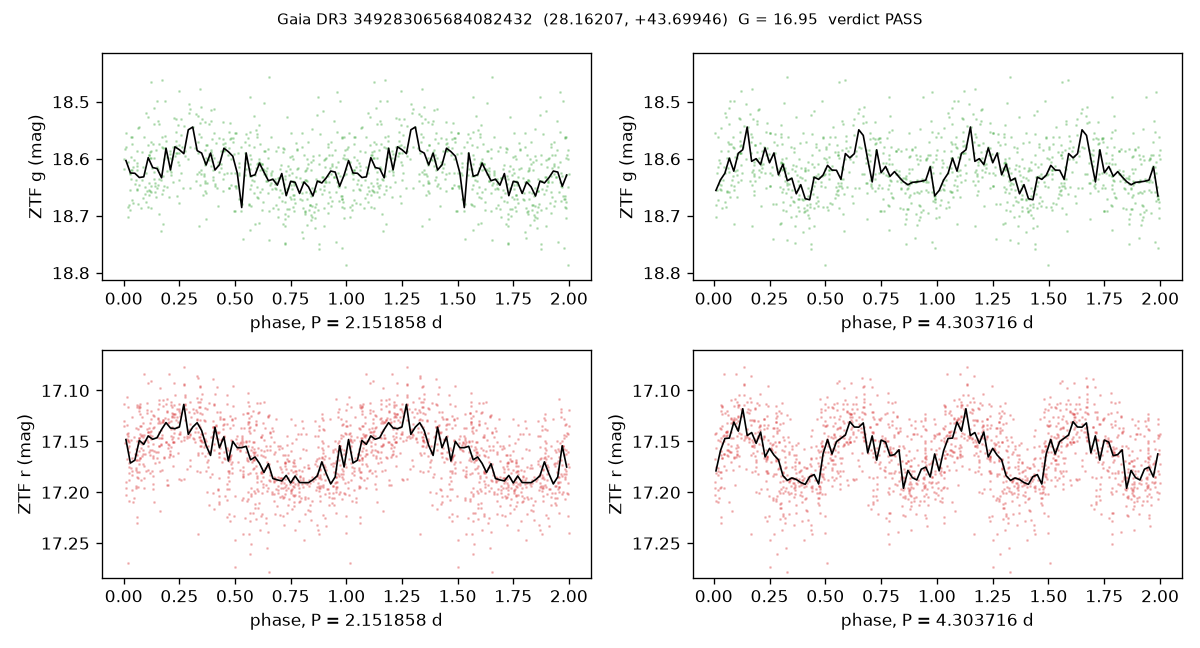 Gaia DR3 349283065684082432  (28.16207, +43.69946)  G = 16.95  verdict PASS
ZTF g (mag)
18.5
18.6
18.7
18.8
0.00 0.25 0.50 0.75 1.00 1.25 1.50 1.75 2.00
phase, P = 2.151858 d
ZTF g (mag)
18.5
18.6
18.7
18.8
0.00 0.25 0.50 0.75 1.00 1.25 1.50 1.75 2.00
phase, P = 4.303716 d
ZTF r (mag)
17.10
17.15
17.20
17.25
0.00 0.25 0.50 0.75 1.00 1.25 1.50 1.75 2.00
phase, P = 2.151858 d
ZTF r (mag)
17.10
17.15
17.20
17.25
0.00 0.25 0.50 0.75 1.00 1.25 1.50 1.75 2.00
phase, P = 4.303716 d